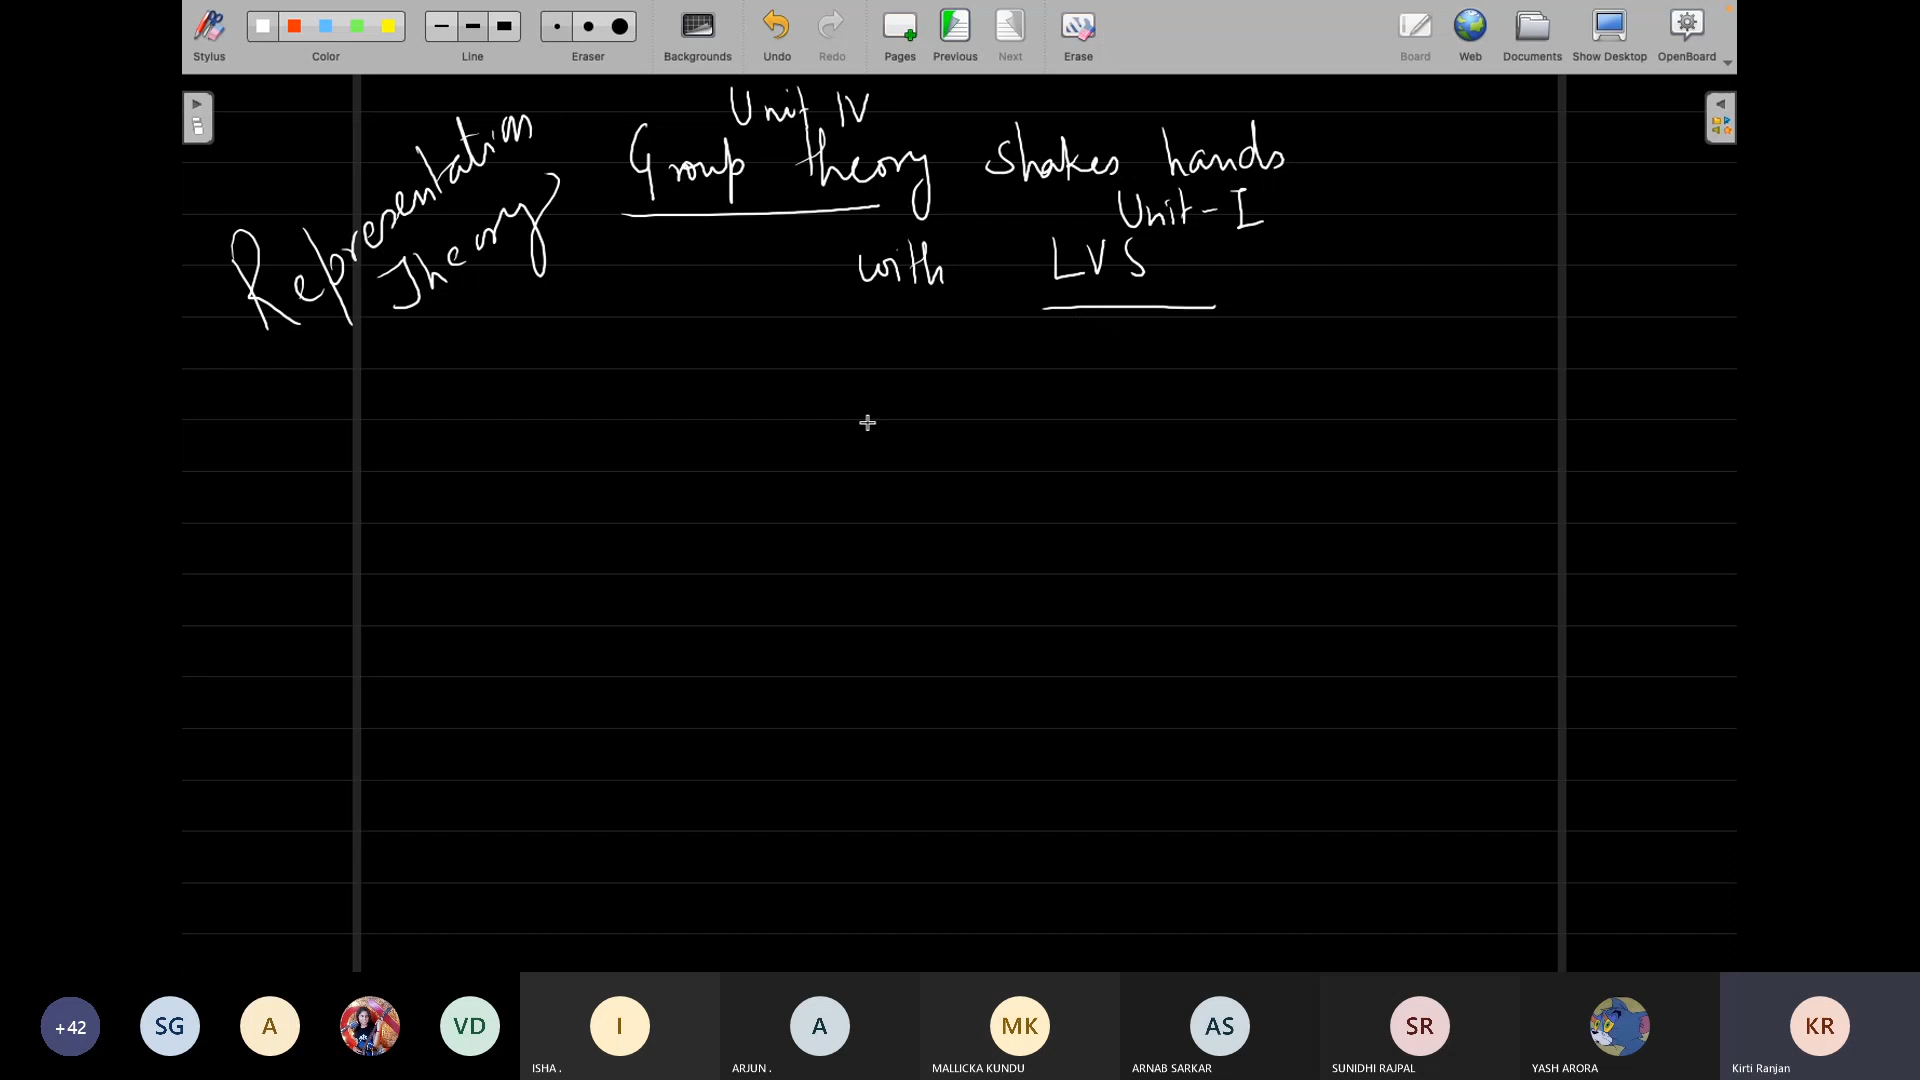 Stylus Color Line Eraser Backgrounds Undo Redo Pages Previous Next Erase Board Web Documents Show Desktop OpenBoard
Unit IV
Representation
Theory
Group theory shakes hands
Unit-I
with LVS
+42 SG A VD I A MK AS SR KR
ISHA . ARJUN . MALLICKA KUNDU ARNAB SARKAR SUNIDHI RAJPAL YASH ARORA Kirti Ranjan